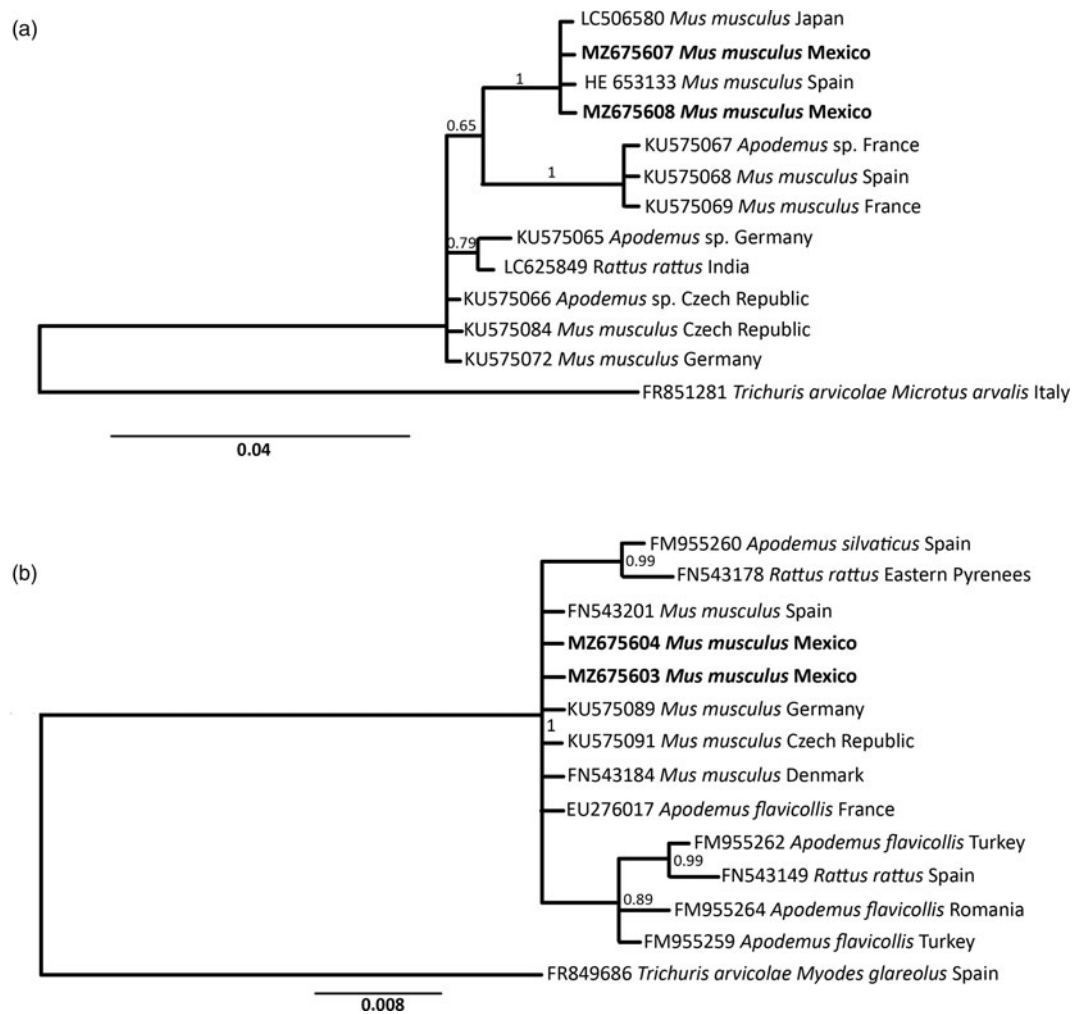 (a)
LC506580 Mus musculus Japan
MZ675607 Mus musculus Mexico
1
HE 653133 Mus musculus Spain
MZ675608 Mus musculus Mexico
0.65
KU575067 Apodemus sp. France
1
KU575068 Mus musculus Spain
KU575069 Mus musculus France
0.79
KU575065 Apodemus sp. Germany
LC625849 Rattus rattus India
KU575066 Apodemus sp. Czech Republic
KU575084 Mus musculus Czech Republic
KU575072 Mus musculus Germany
FR851281 Trichuris arvicolae Microtus arvalis Italy
0.04
(b)
FM955260 Apodemus silvaticus Spain
0.99
FN543178 Rattus rattus Eastern Pyrenees
FN543201 Mus musculus Spain
MZ675604 Mus musculus Mexico
MZ675603 Mus musculus Mexico
KU575089 Mus musculus Germany
1
KU575091 Mus musculus Czech Republic
FN543184 Mus musculus Denmark
EU276017 Apodemus flavicollis France
FM955262 Apodemus flavicollis Turkey
0.99
FN543149 Rattus rattus Spain
0.89
FM955264 Apodemus flavicollis Romania
FM955259 Apodemus flavicollis Turkey
FR849686 Trichuris arvicolae Myodes glareolus Spain
0.008